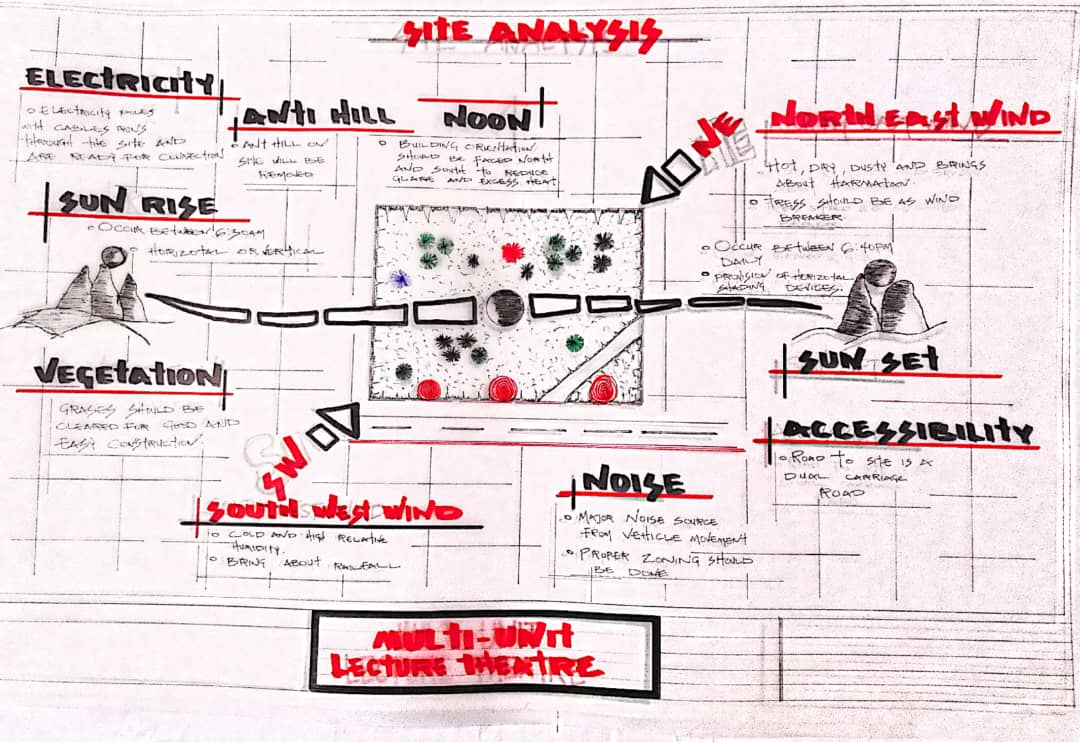 SITE ANALYSIS
ELECTRICITY
ELECTRICITY POLES
WITH CABBLES RUNS
THROUGH THE SITE AND
ARE READY FOR CONNECTION
ANTI HILL
ANT HILL ON
SITE WILL BE
REMOVED
NOON
BUILDING ORIENTATION
SHOULD BE FACED NORTH
AND SOUTH TO REDUCE
GLARE AND EXCESS HEAT
NE
NORTH EAST WIND
HOT, DRY, DUSTY AND BRINGS
ABOUT HARMATAN.
TRESS SHOULD BE AS WIND
BREAKER.
SUN RISE
OCCUR BETWEEN 6:30AM
HORIZOTAL OR VERTICAL
OCCUR BETWEEN 6:40PM
DAILY
PROVISION OF HORIZOTAL
SHADING DEVICES.
SUN SET
VEGETATION
GRASES SHOULD BE
CLEARED FOR GOOD AND
EASY CONSTRUCTION.
ACCESSIBILITY
ROAD TO SITE IS A
DUAL CARRIAGE
ROAD
SW
SOUTH WEST WIND
COLD AND HIGH RELATIVE
HUMIDITY.
BRING ABOUT RAINFALL
NOISE
MAJOR NOISE SOURCE
FROM VEHICLE MOVEMENT
PROPER ZONING SHOULD
BE DONE
MULTI-UNIT
LECTURE THEATRE